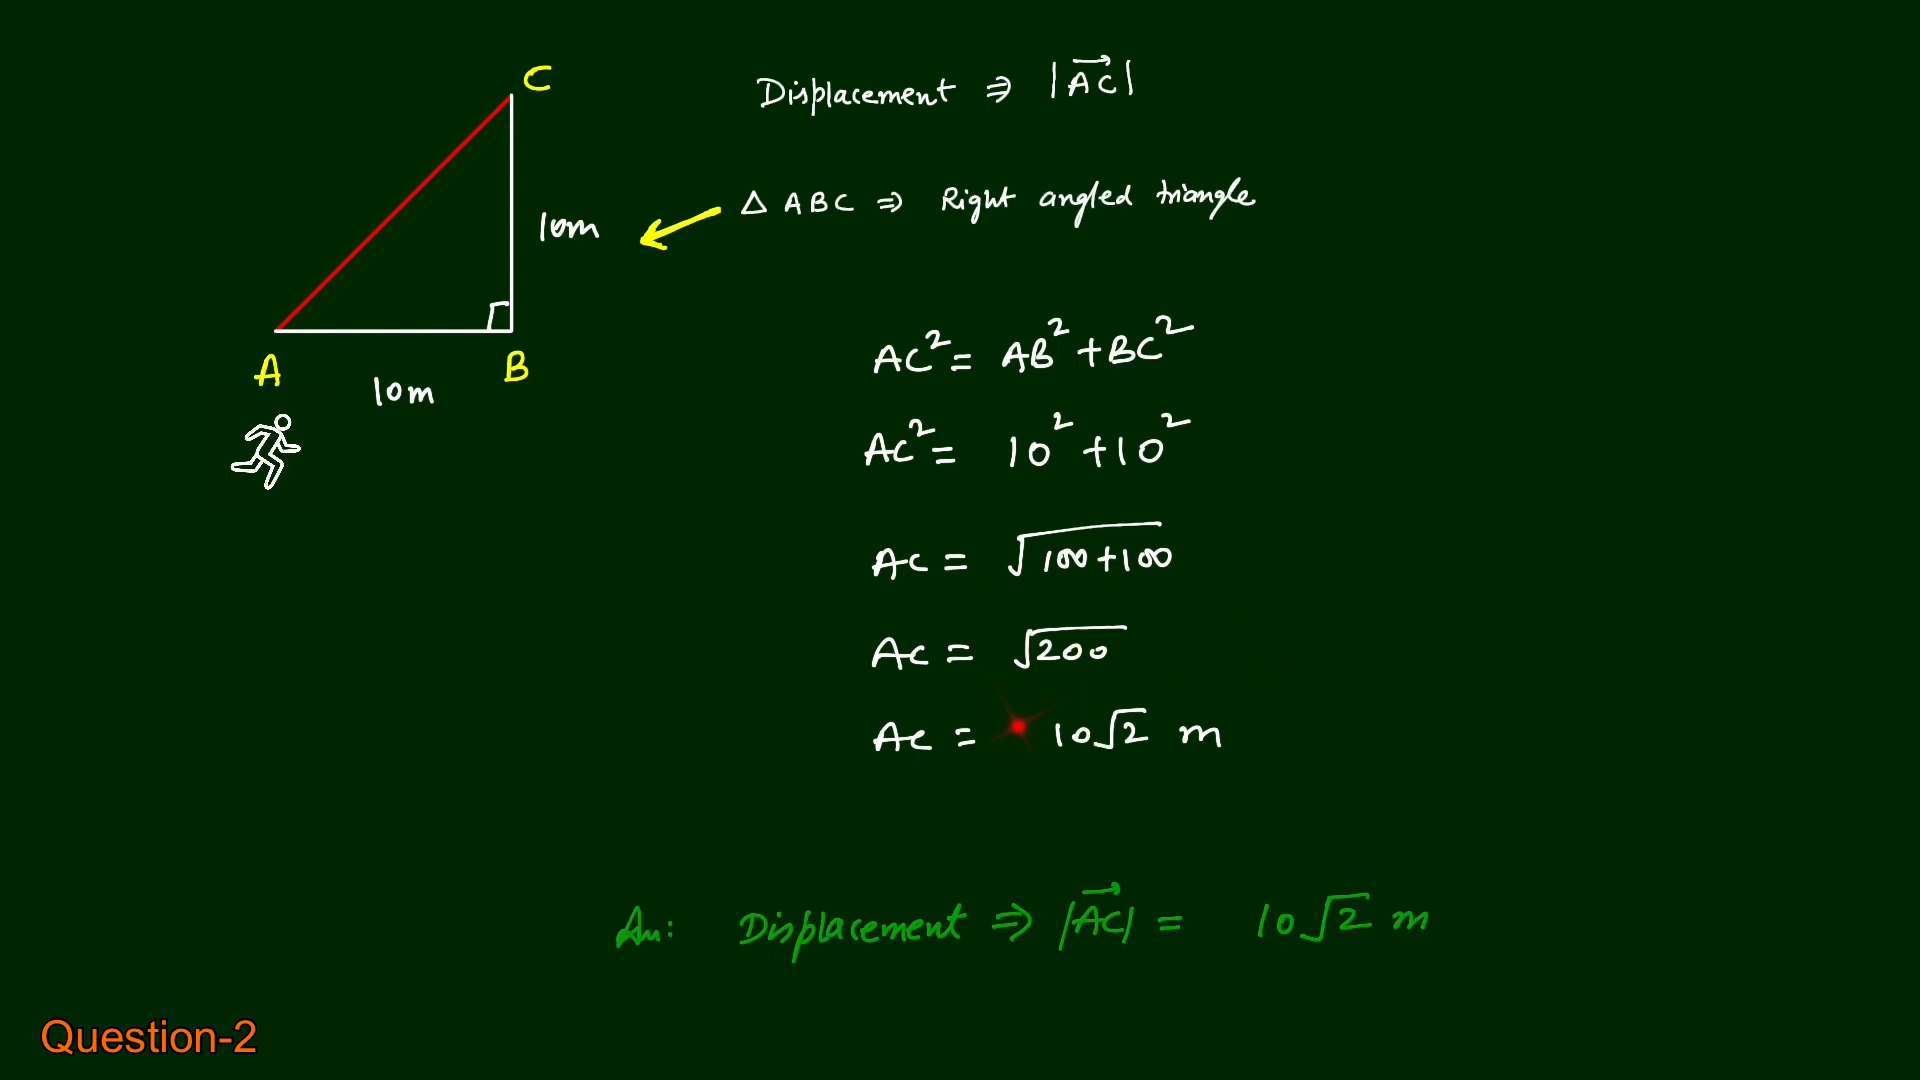 C
Displacement ⇒ |AC→|
10m
△ ABC ⇒ Right angled triangle
A
B
10m
AC² = AB² + BC²
AC² = 10² + 10²
AC = √100+100
AC = √200
AC = 10√2 m
An: Displacement ⇒ |AC→| = 10√2 m
Question-2